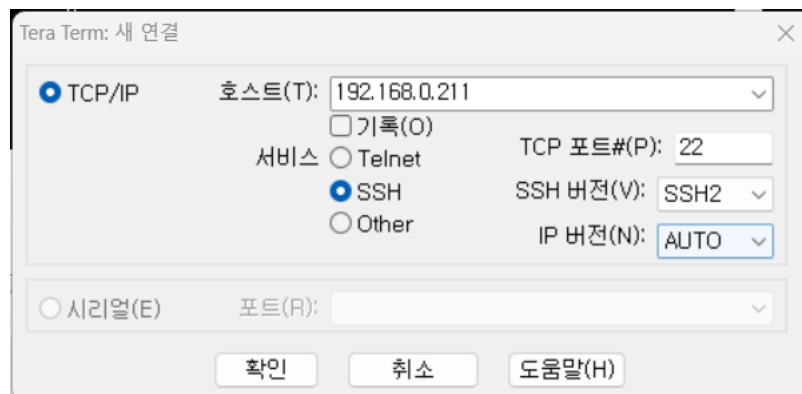 Tera Term: 새 연결
TCP/IP 호스트(T): 192.168.0.211
기록(O)
서비스 Telnet TCP 포트#(P): 22
SSH SSH 버전(V): SSH2
Other IP 버전(N): AUTO
시리얼(E) 포트(R):
확인 취소 도움말(H)